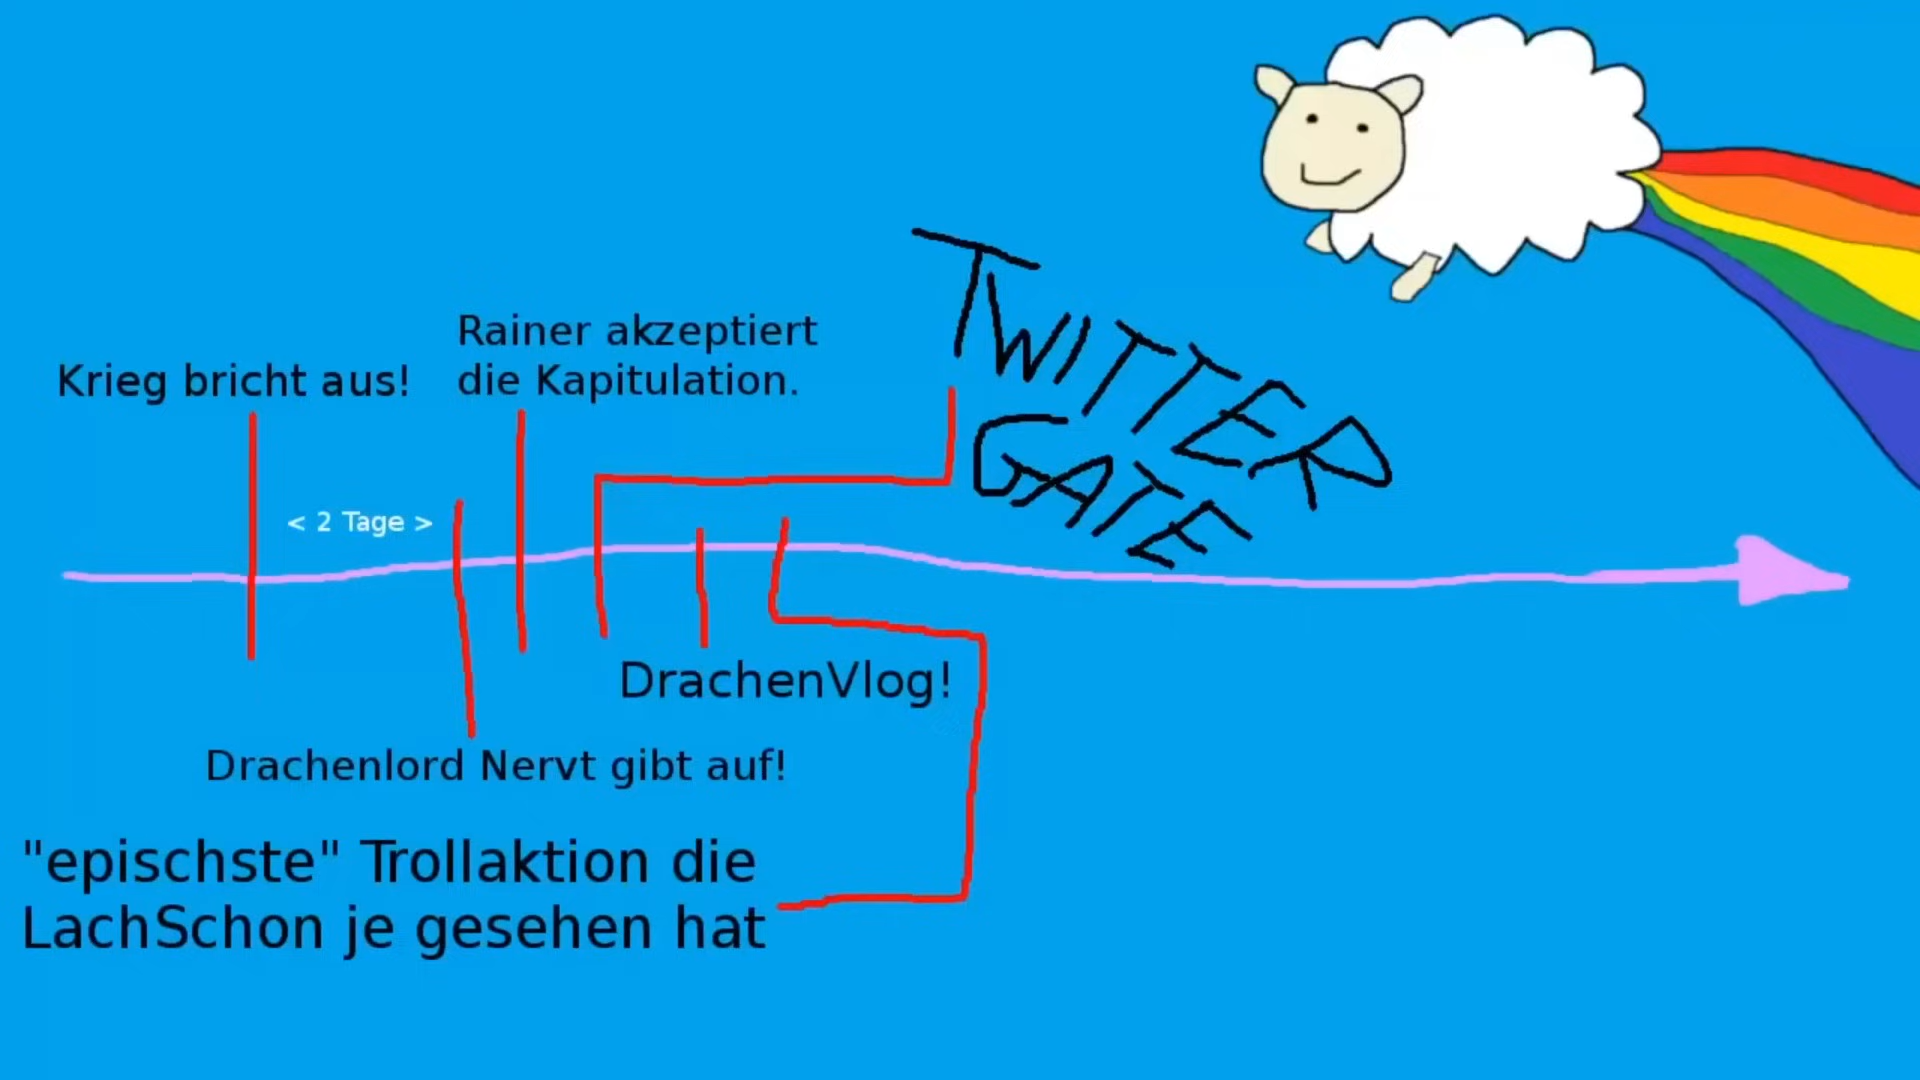 Krieg bricht aus!
Rainer akzeptiert
die Kapitulation.
TWITTER
GATE
< 2 Tage >
DrachenVlog!
Drachenlord Nervt gibt auf!
"epischste" Trollaktion die
LachSchon je gesehen hat